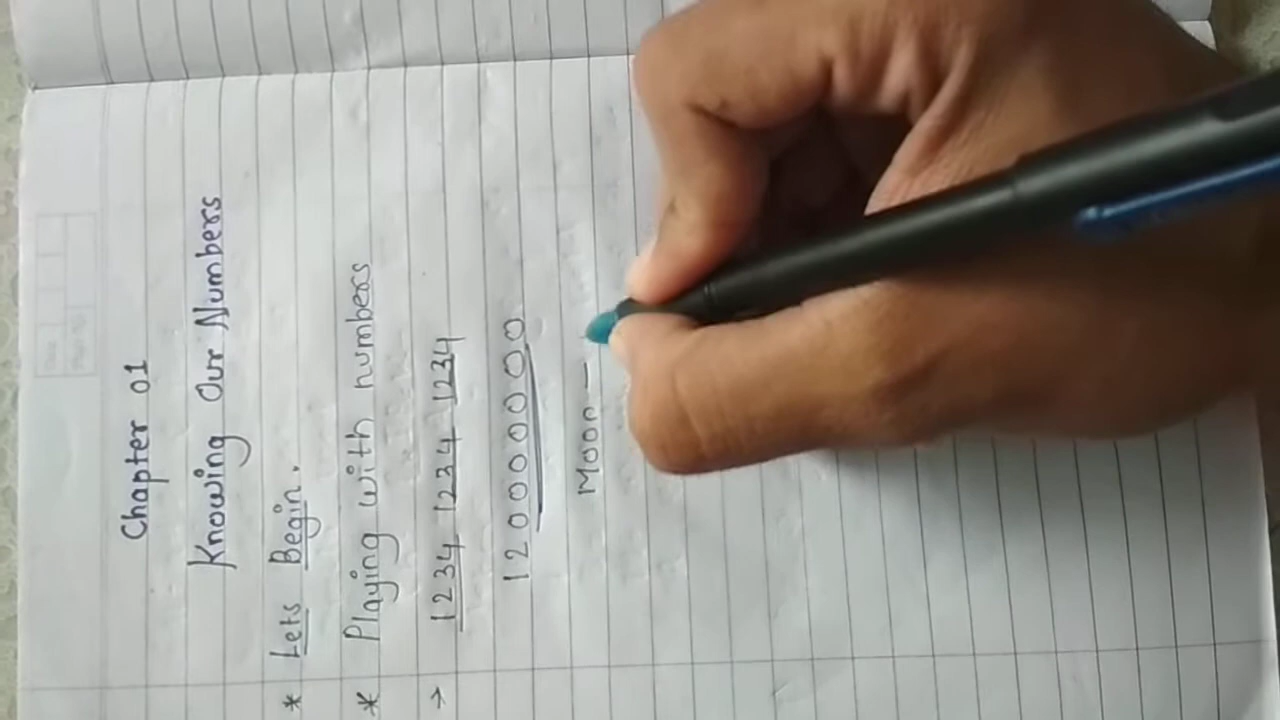 Chapter 01
Knowing Our Numbers
* Lets Begin.
* Playing with numbers
→ 1234 1234 1234
120000000
Moon –